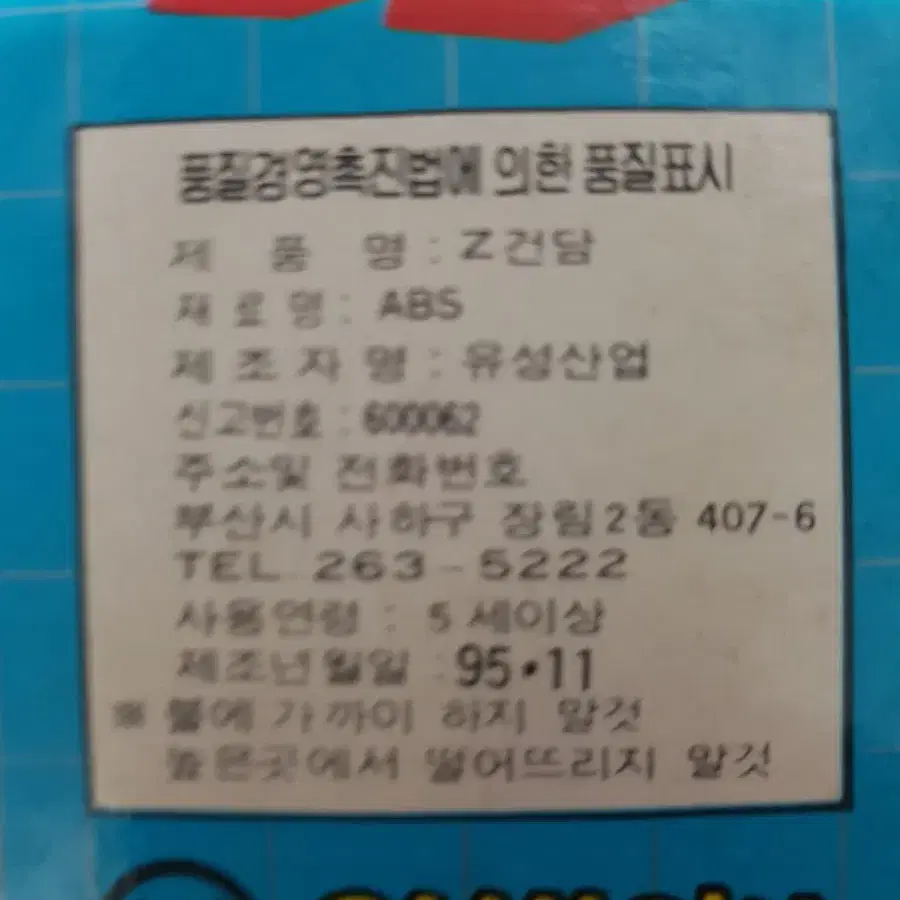 품질경영촉진법에 의한 품질표시
제 품 명 : Z건담
재 료 명 : ABS
제 조 자 명 : 유성산업
신고번호 : 600062
주소및 전화번호
부산시 사하구 장림2동 407-6
TEL 263-5222
사용연령 : 5세이상
제조년월일 : 95·11
※ 불에 가까이 하지 말것
높은곳에서 떨어뜨리지 말것